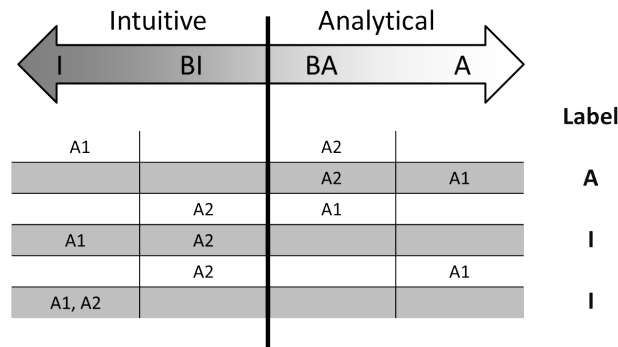 Intuitive Analytical
I BI BA A
Label
A1 A2
A2 A1 A
A2 A1
A1 A2 I
A2 A1
A1, A2 I